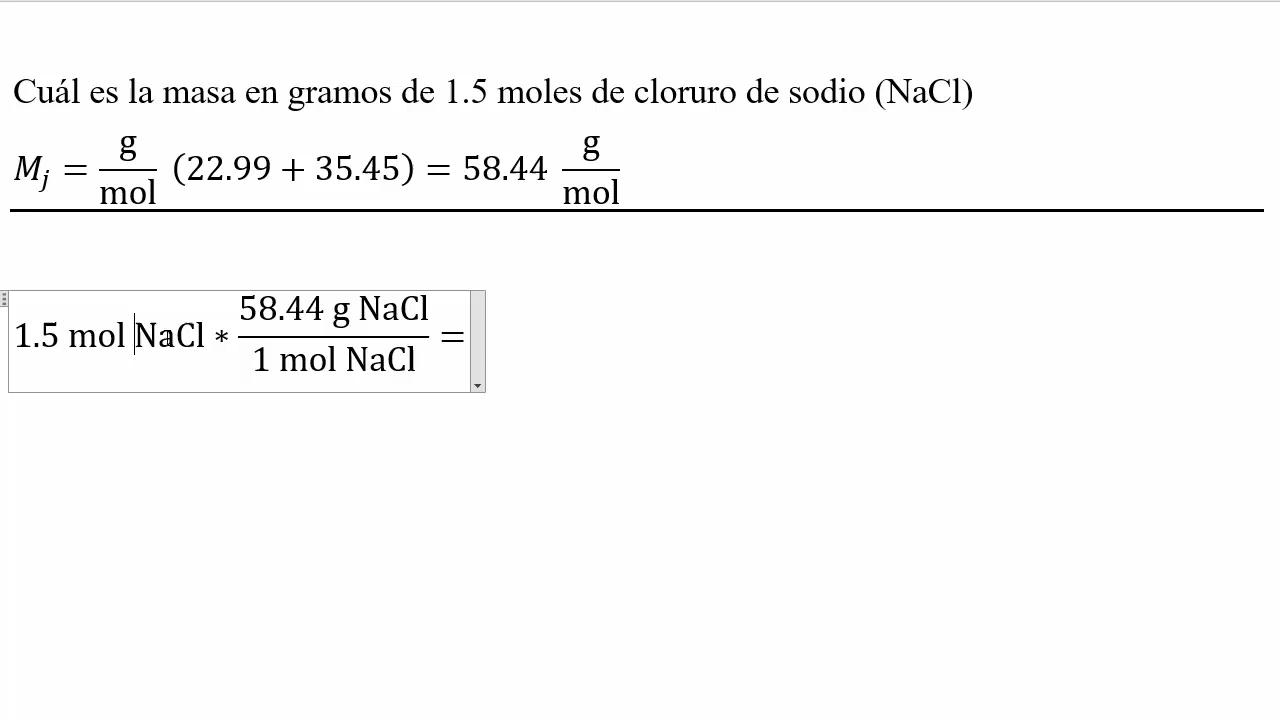 Cuál es la masa en gramos de 1.5 moles de cloruro de sodio (NaCl)
M_j = g/mol (22.99 + 35.45) = 58.44 g/mol
1.5 mol NaCl * 58.44 g NaCl/1 mol NaCl =